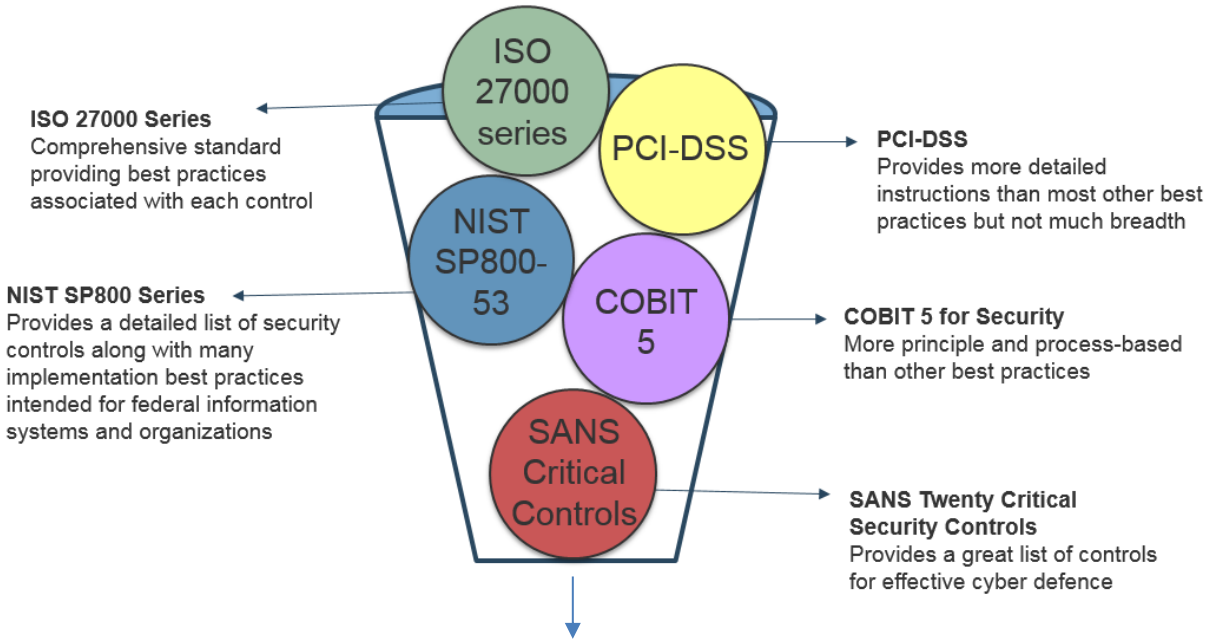 ISO
27000
series
PCI-DSS
NIST
SP800-
53
COBIT
5
SANS
Critical
Controls
ISO 27000 Series
Comprehensive standard
providing best practices
associated with each control
NIST SP800 Series
Provides a detailed list of security
controls along with many
implementation best practices
intended for federal information
systems and organizations
PCI-DSS
Provides more detailed
instructions than most other best
practices but not much breadth
COBIT 5 for Security
More principle and process-based
than other best practices
SANS Twenty Critical
Security Controls
Provides a great list of controls
for effective cyber defence